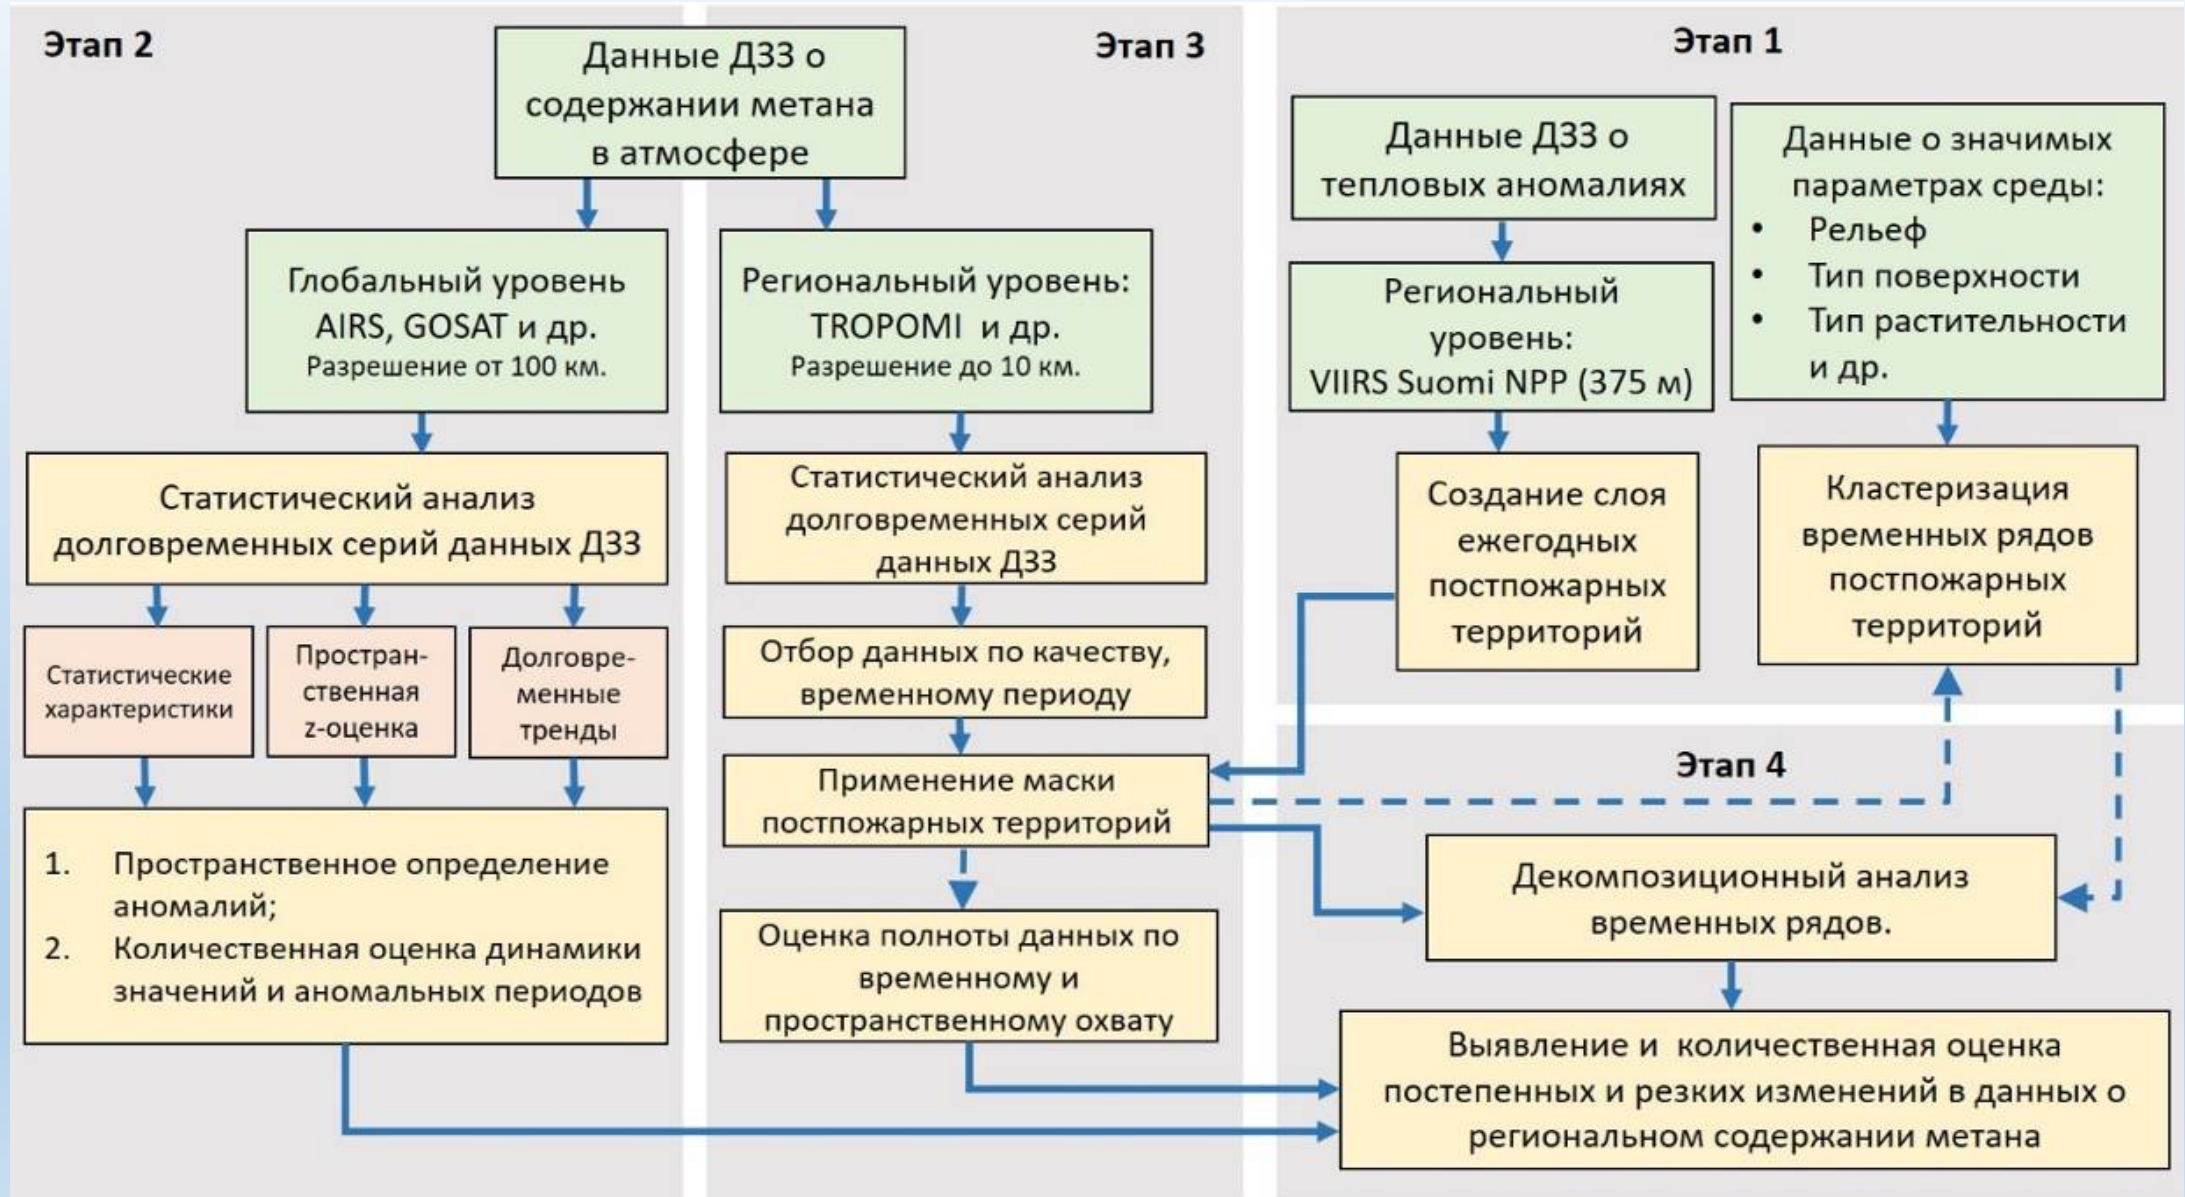 Этап 2
Данные ДЗЗ о
содержании метана
в атмосфере
Этап 3
Глобальный уровень
AIRS, GOSAT и др.
Разрешение от 100 км.
Региональный уровень:
TROPOMI и др.
Разрешение до 10 км.
Статистический анализ
долговременных серий данных ДЗЗ
Статистические
характеристики
Простран-
ственная
z-оценка
Долговре-
менные
тренды
1. Пространственное определение
аномалий;
2. Количественная оценка динамики
значений и аномальных периодов
Статистический анализ
долговременных серий
данных ДЗЗ
Отбор данных по качеству,
временному периоду
Применение маски
постпожарных территорий
Оценка полноты данных по
временному и
пространственному охвату
Этап 1
Данные ДЗЗ о
тепловых аномалиях
Региональный
уровень:
VIIRS Suomi NPP (375 м)
Создание слоя
ежегодных
постпожарных
территорий
Данные о значимых
параметрах среды:
• Рельеф
• Тип поверхности
• Тип растительности
и др.
Кластеризация
временных рядов
постпожарных
территорий
Этап 4
Декомпозиционный анализ
временных рядов.
Выявление и количественная оценка
постепенных и резких изменений в данных о
региональном содержании метана